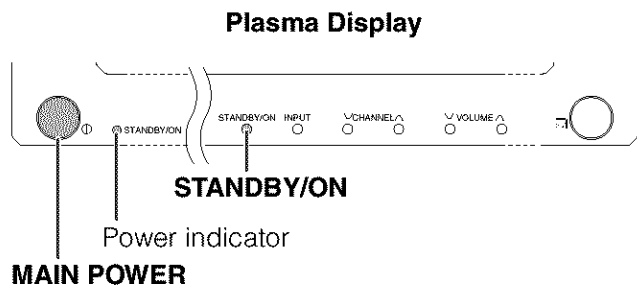 Plasma Display
STANDBY/ON
STANDBY/ON INPUT CHANNEL VOLUME
STANDBY/ON
Power indicator
MAIN POWER